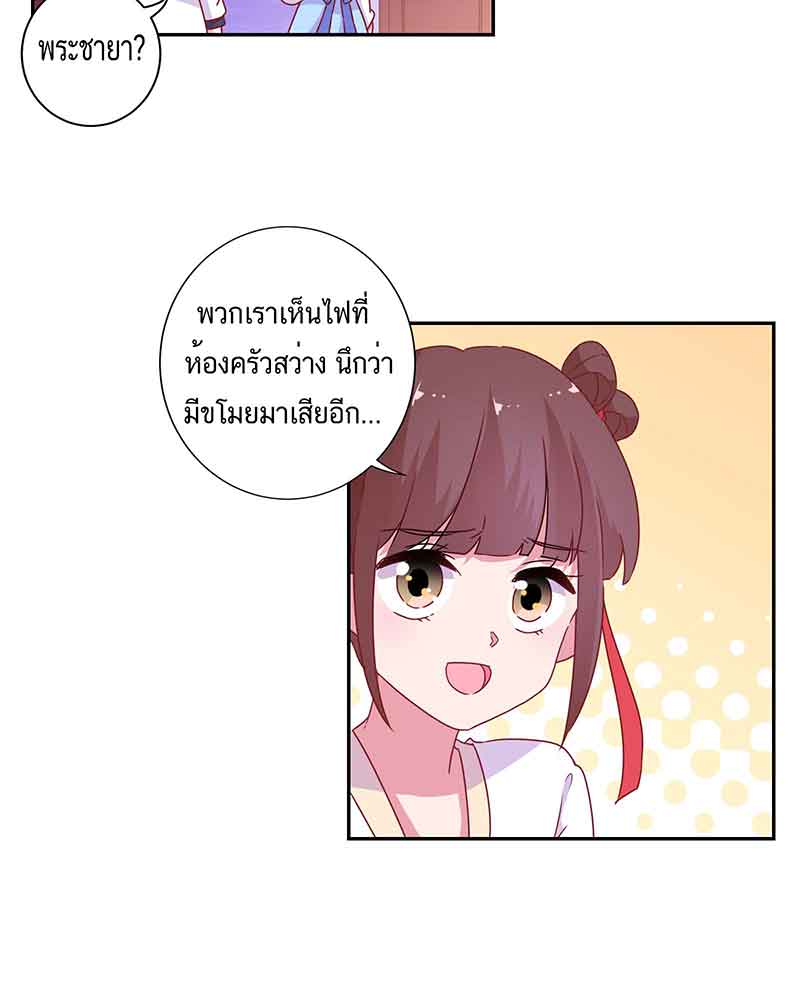 พระชายา?
พวกเราเห็นไฟที่
ห้องครัวสว่าง นึกว่า
มีขโมยมาเสียอีก...